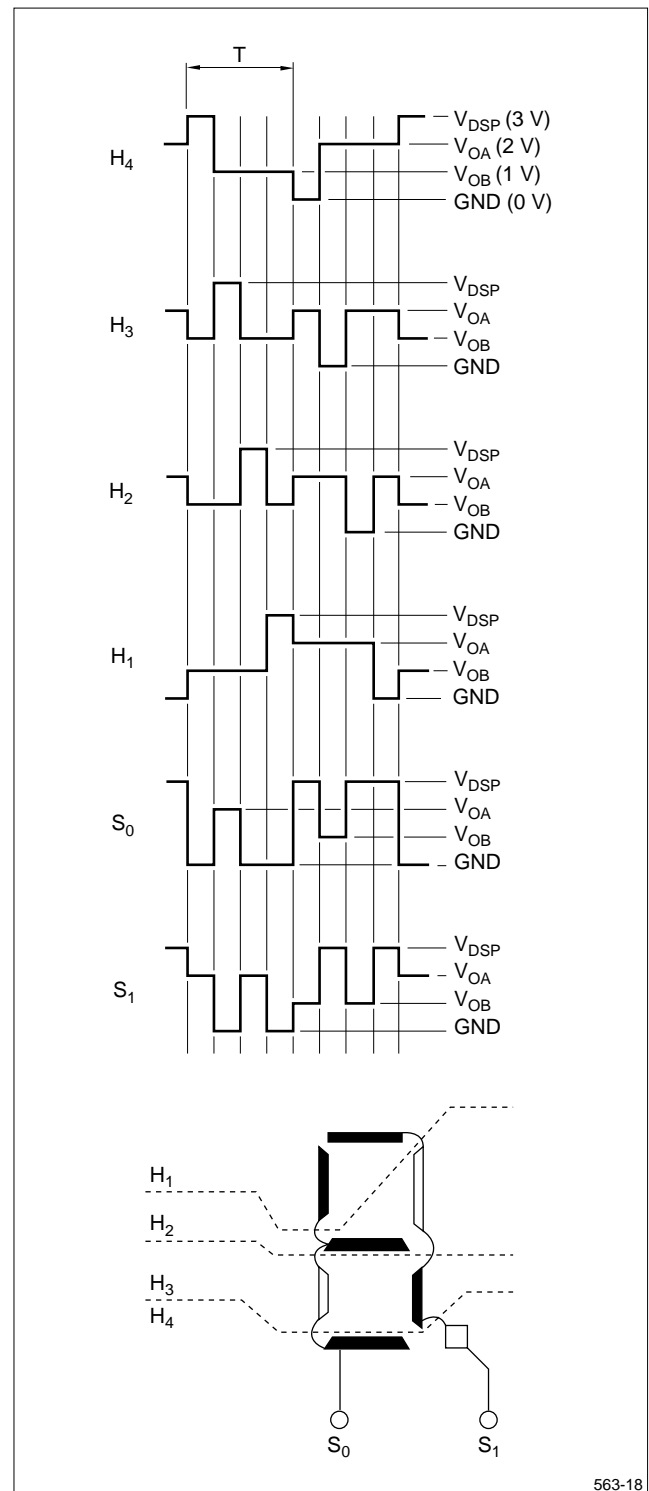 T
H4
VDSP (3 V)
VOA (2 V)
VOB (1 V)
GND (0 V)
H3
VDSP
VOA
VOB
GND
H2
VDSP
VOA
VOB
GND
H1
VDSP
VOA
VOB
GND
S0
VDSP
VOA
VOB
GND
S1
VDSP
VOA
VOB
GND
H1
H2
H3
H4
S0 S1
563-18